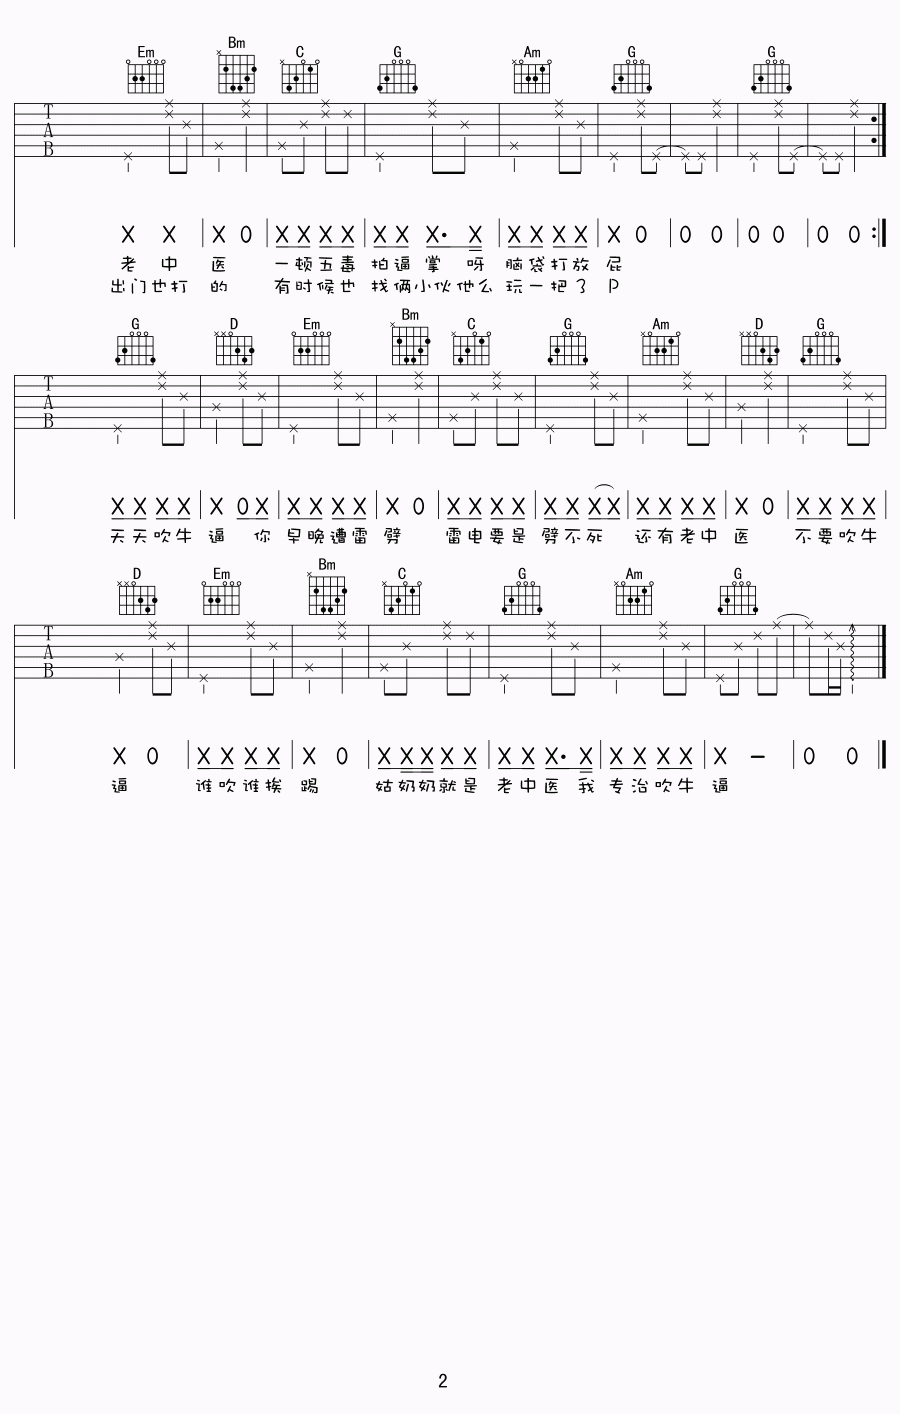 Em Bm C G Am G G
T
A
B
X X X 0 X X X X X X X· X X X X X X 0 0 0 0 0 0 0
老 中 医 一 顿 五 毒 拍 逼 掌 呀 脑 袋 打 放 屁
出 门 也 打 的 有 时 候 也 找 俩 小 伙 他 么 玩 一 把 了 P
G D Em Bm C G Am D G
T
A
B
X X X X X 0 X X X X X X 0 X X X X X X X X X X X X X 0 X X X X
天 天 吹 牛 逼 你 早 晚 遭 雷 劈 雷 电 要 是 劈 不 死 还 有 老 中 医 不 要 吹 牛
D Em Bm C G Am G
T
A
B
X 0 X X X X X 0 X X X X X X X X· X X X X X X – 0 0
逼 谁 吹 谁 挨 踢 姑 奶 奶 就 是 老 中 医 我 专 治 吹 牛 逼
2